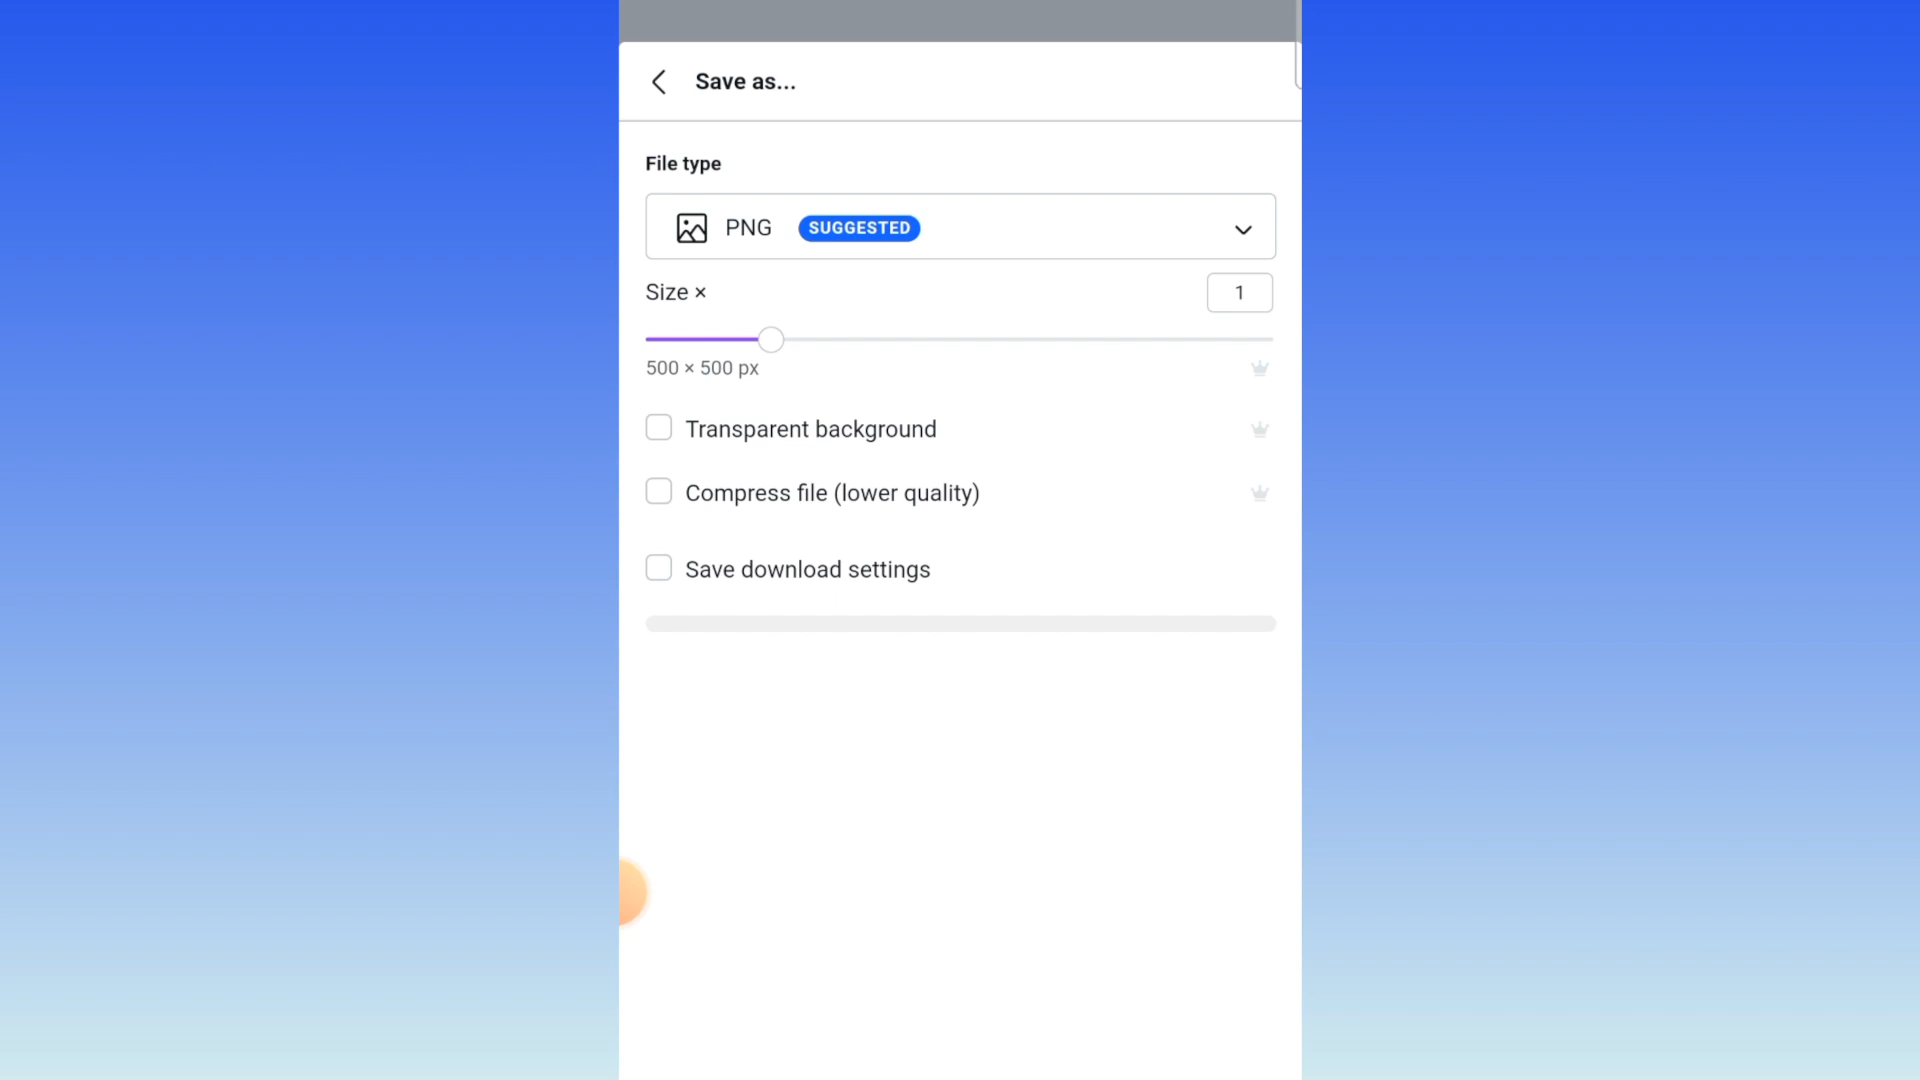 Save as...
File type
PNG SUGGESTED
Size × 1
500 × 500 px
Transparent background
Compress file (lower quality)
Save download settings